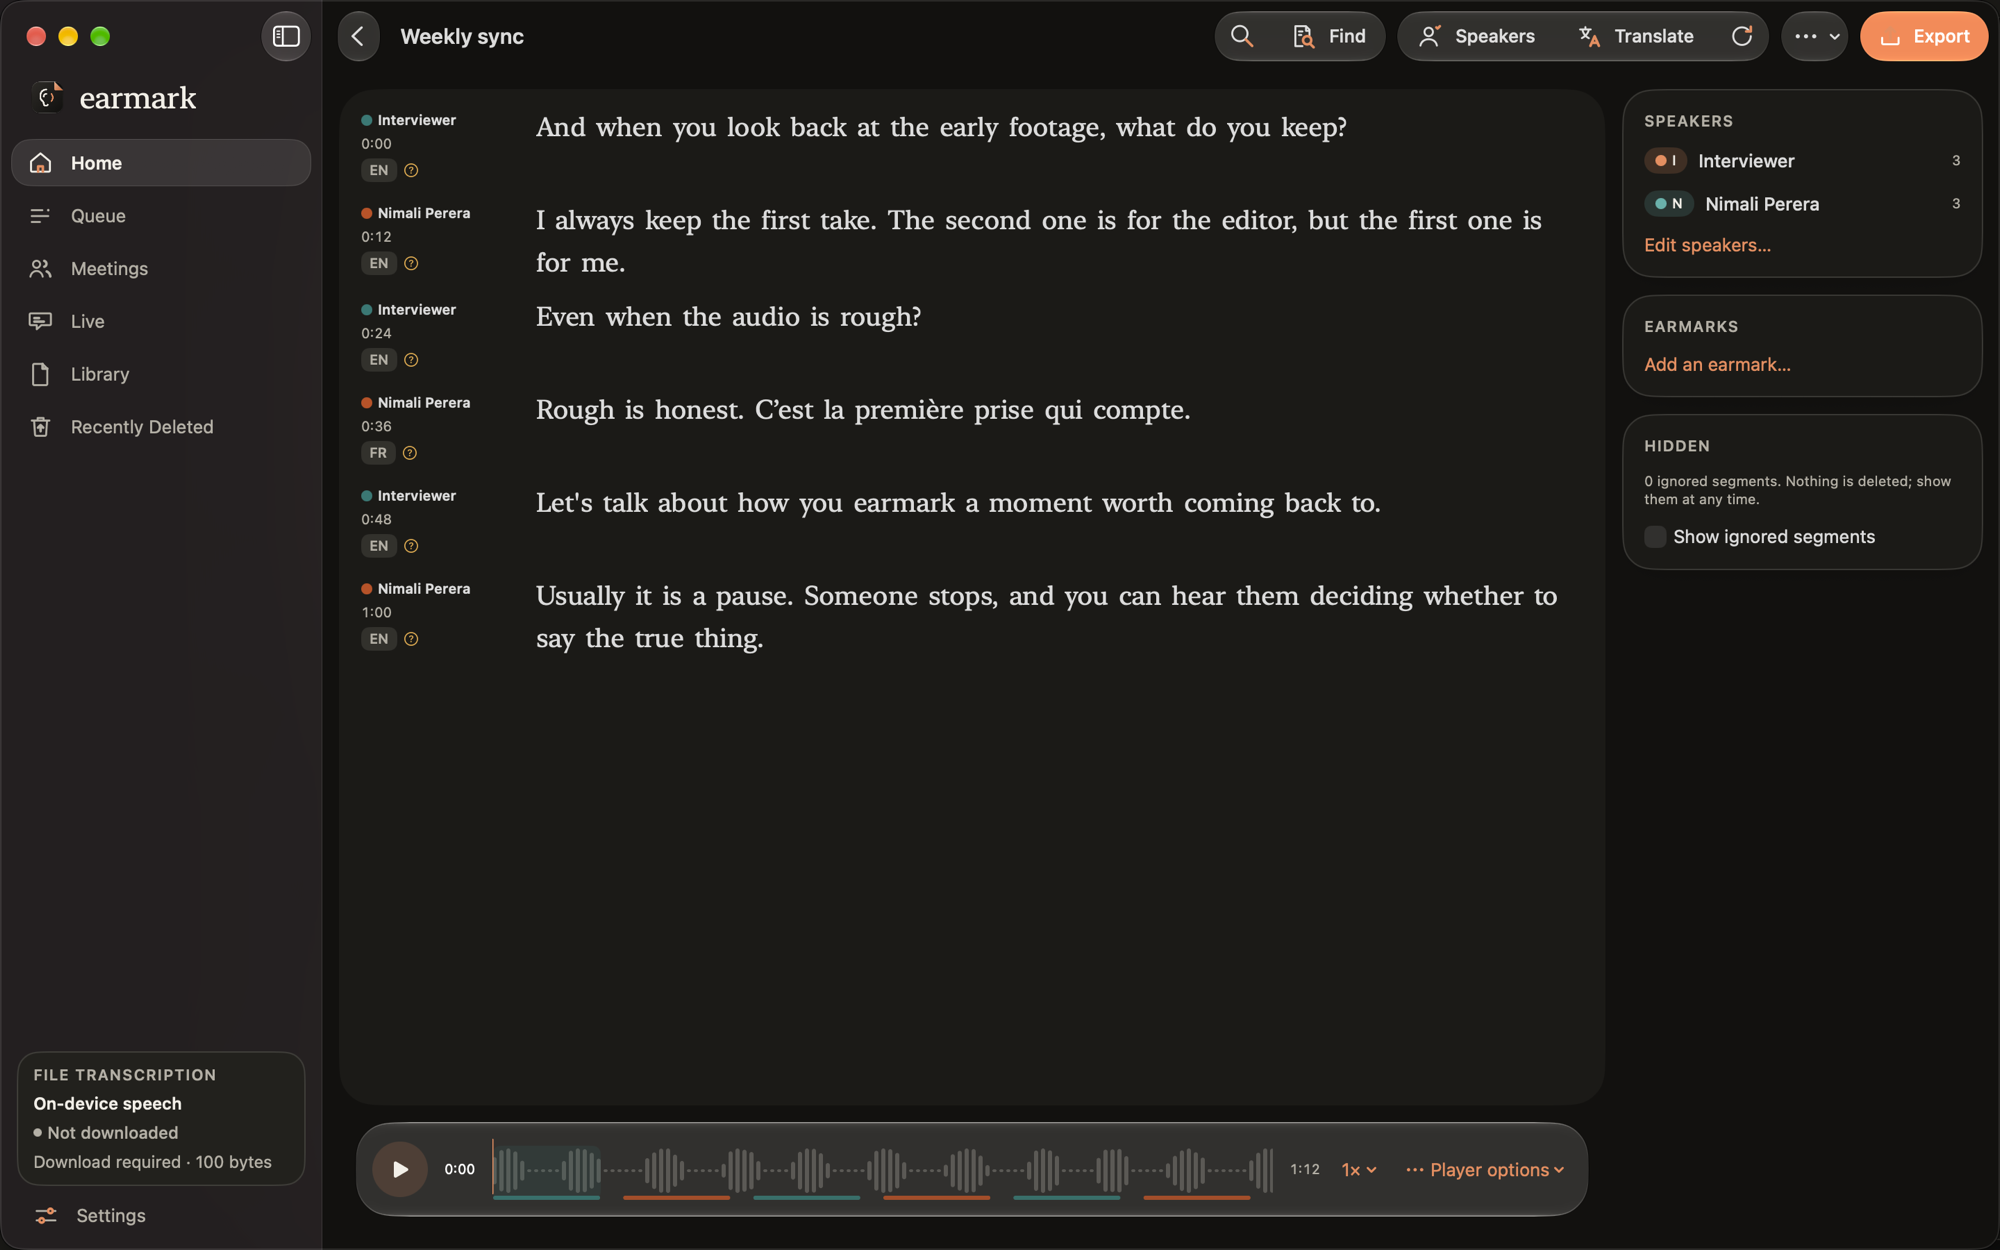 Weekly sync
Find
Speakers
Translate
Export
earmark
Home
Queue
Meetings
Live
Library
Recently Deleted
FILE TRANSCRIPTION
On-device speech
Not downloaded
Download required · 100 bytes
Settings
Interviewer
0:00
EN
And when you look back at the early footage, what do you keep?
Nimali Perera
0:12
EN
I always keep the first take. The second one is for the editor, but the first one is
for me.
Interviewer
0:24
EN
Even when the audio is rough?
Nimali Perera
0:36
FR
Rough is honest. C’est la première prise qui compte.
Interviewer
0:48
EN
Let's talk about how you earmark a moment worth coming back to.
Nimali Perera
1:00
EN
Usually it is a pause. Someone stops, and you can hear them deciding whether to
say the true thing.
SPEAKERS
I Interviewer 3
N Nimali Perera 3
Edit speakers...
EARMARKS
Add an earmark...
HIDDEN
0 ignored segments. Nothing is deleted; show
them at any time.
Show ignored segments
0:00
1:12
1×
Player options